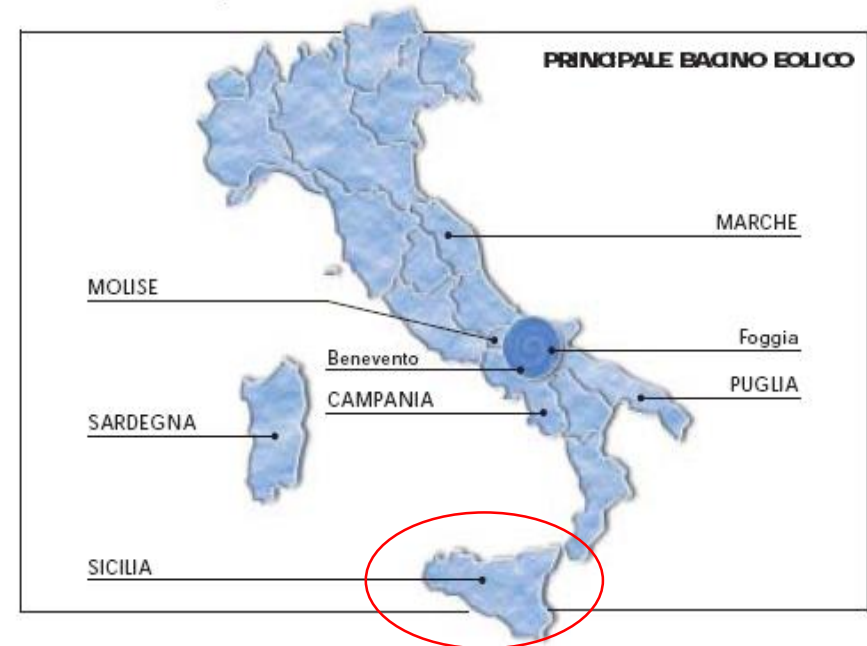 PRINCIPALE BACINO EOLICO
MARCHE
MOLISE
Foggia
Benevento
PUGLIA
CAMPANIA
SARDEGNA
SICILIA